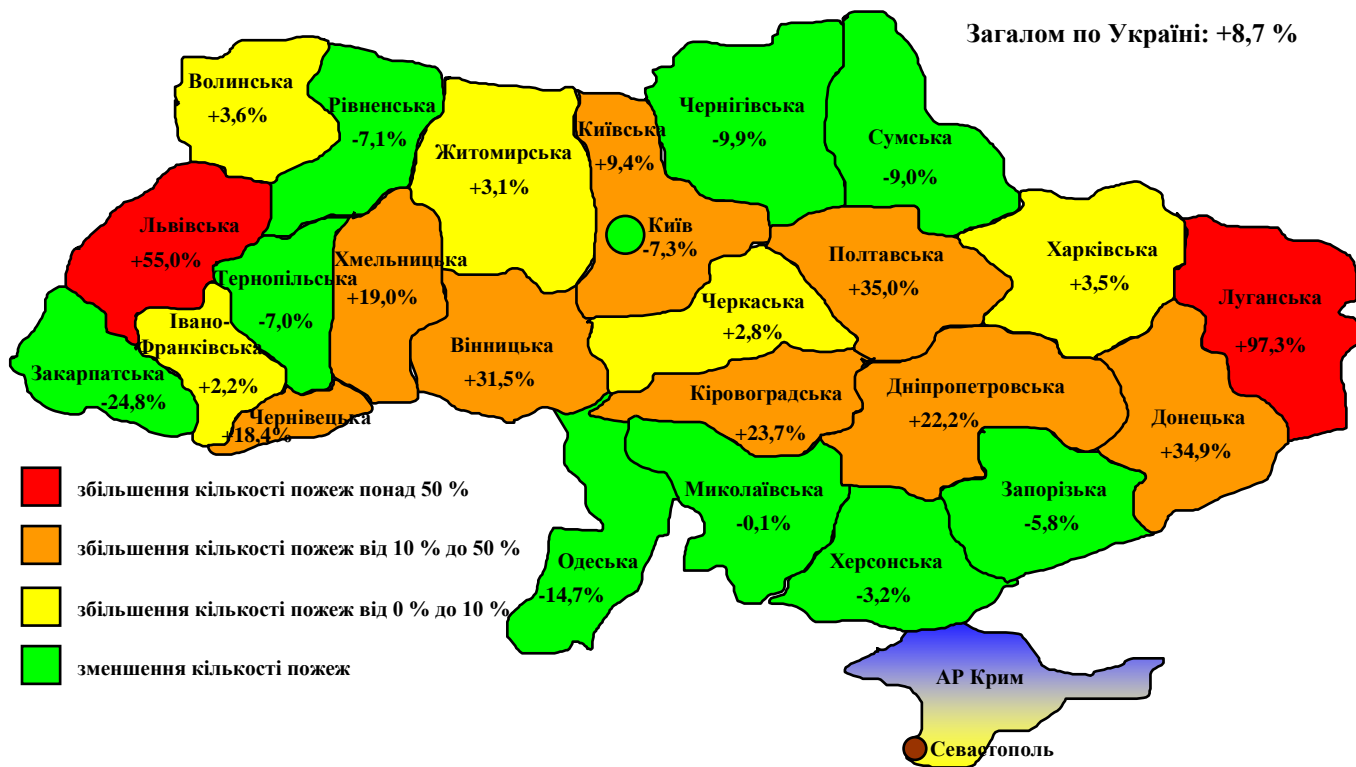 Загалом по Україні: +8,7 %
Волинська
+3,6%
Рівненська
-7,1%
Житомирська
+3,1%
Київська
+9,4%
Чернігівська
-9,9%
Сумська
-9,0%
Львівська
+55,0%
Тернопільська
-7,0%
Хмельницька
+19,0%
Київ
-7,3%
Полтавська
+35,0%
Харківська
+3,5%
Луганська
+97,3%
Черкаська
+2,8%
Івано-
Франківська
+2,2%
Закарпатська
-24,8%
Чернівецька
+18,4%
Вінницька
+31,5%
Кіровоградська
+23,7%
Дніпропетровська
+22,2%
Донецька
+34,9%
Миколаївська
-0,1%
Запорізька
-5,8%
Одеська
-14,7%
Херсонська
-3,2%
АР Крим
Севастополь
збільшення кількості пожеж понад 50 %
збільшення кількості пожеж від 10 % до 50 %
збільшення кількості пожеж від 0 % до 10 %
зменшення кількості пожеж